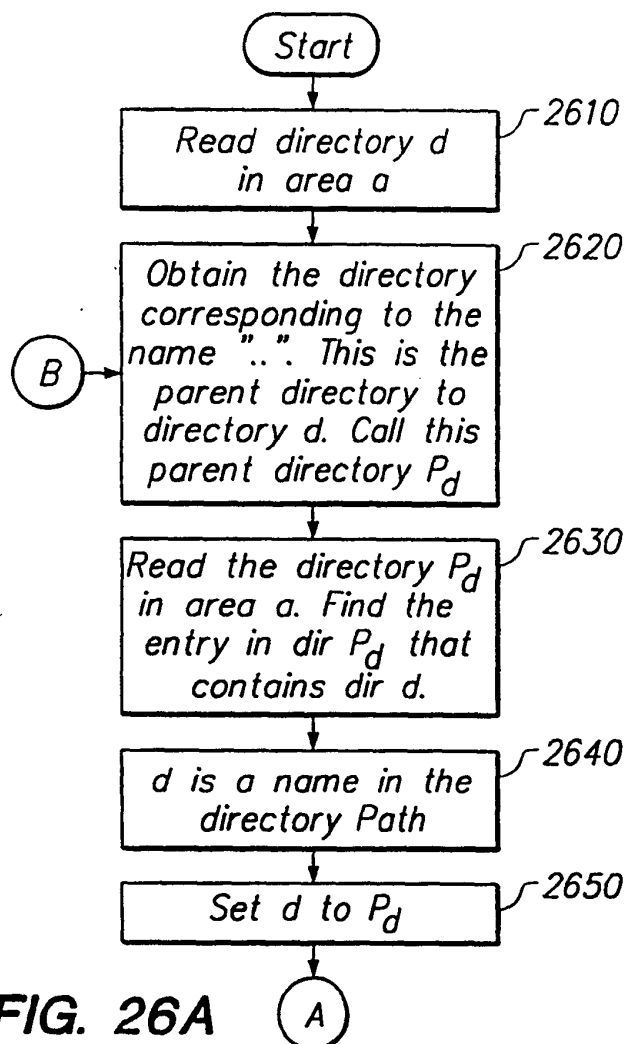 Start
2610
Read directory d
in area a
2620
Obtain the directory
corresponding to the
name "..". This is the
parent directory to
directory d. Call this
parent directory Pd
B
2630
Read the directory Pd
in area a. Find the
entry in dir Pd that
contains dir d.
2640
d is a name in the
directory Path
2650
Set d to Pd
FIG. 26A
A